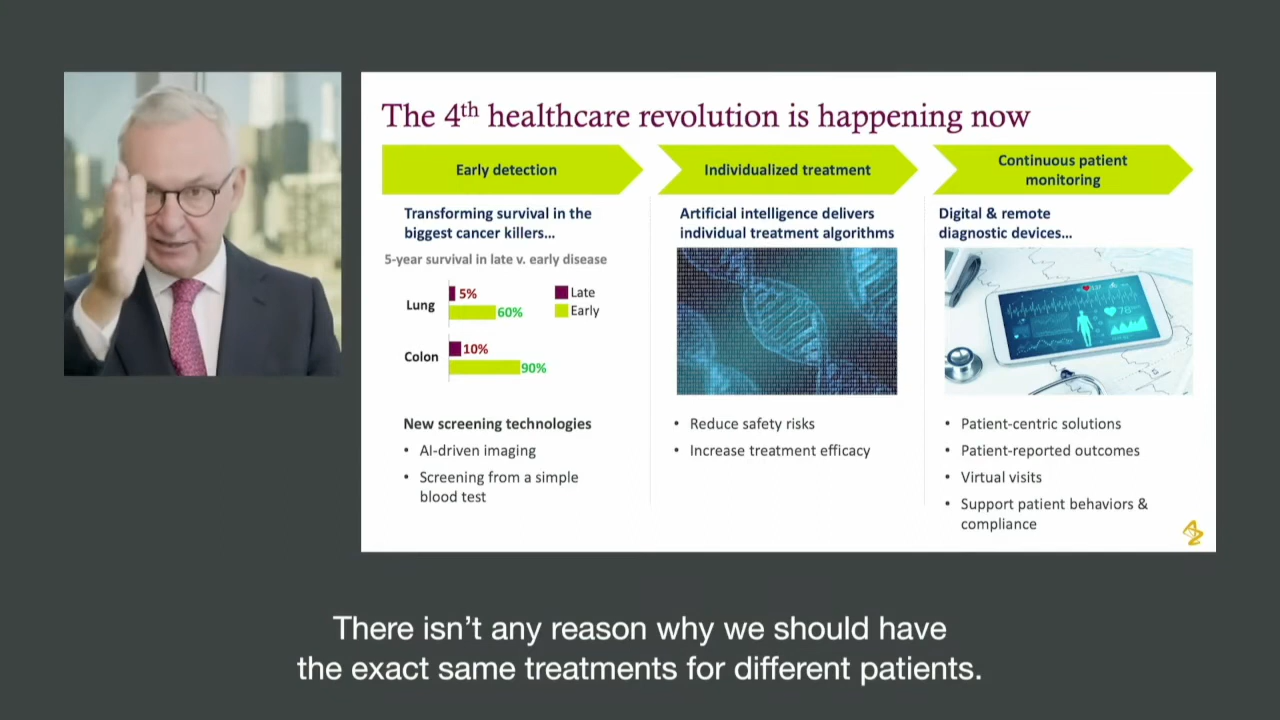 The 4th healthcare revolution is happening now
Early detection
Individualized treatment
Continuous patient
monitoring
Transforming survival in the
biggest cancer killers…
5-year survival in late v. early disease
Lung
5%
60%
Late
Early
Colon
10%
90%
New screening technologies
• AI-driven imaging
• Screening from a simple
blood test
Artificial intelligence delivers
individual treatment algorithms
• Reduce safety risks
• Increase treatment efficacy
Digital & remote
diagnostic devices…
• Patient-centric solutions
• Patient-reported outcomes
• Virtual visits
• Support patient behaviors &
compliance
There isn't any reason why we should have
the exact same treatments for different patients.